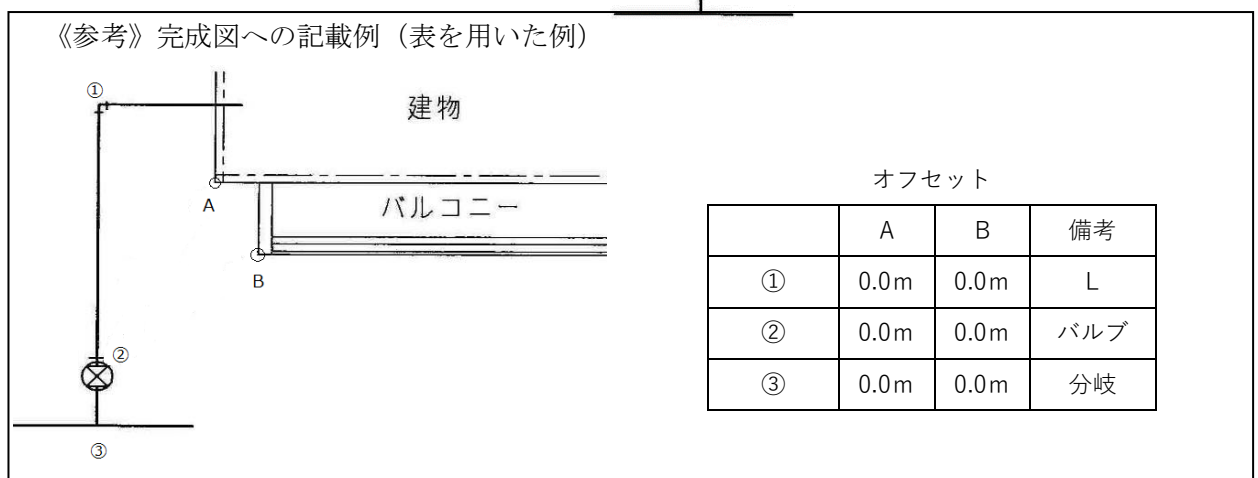 《参考》完成図への記載例（表を用いた例）
①
建物
A
バルコニー
B
②
③
オフセット
A B 備考
① 0.0m 0.0m L
② 0.0m 0.0m バルブ
③ 0.0m 0.0m 分岐